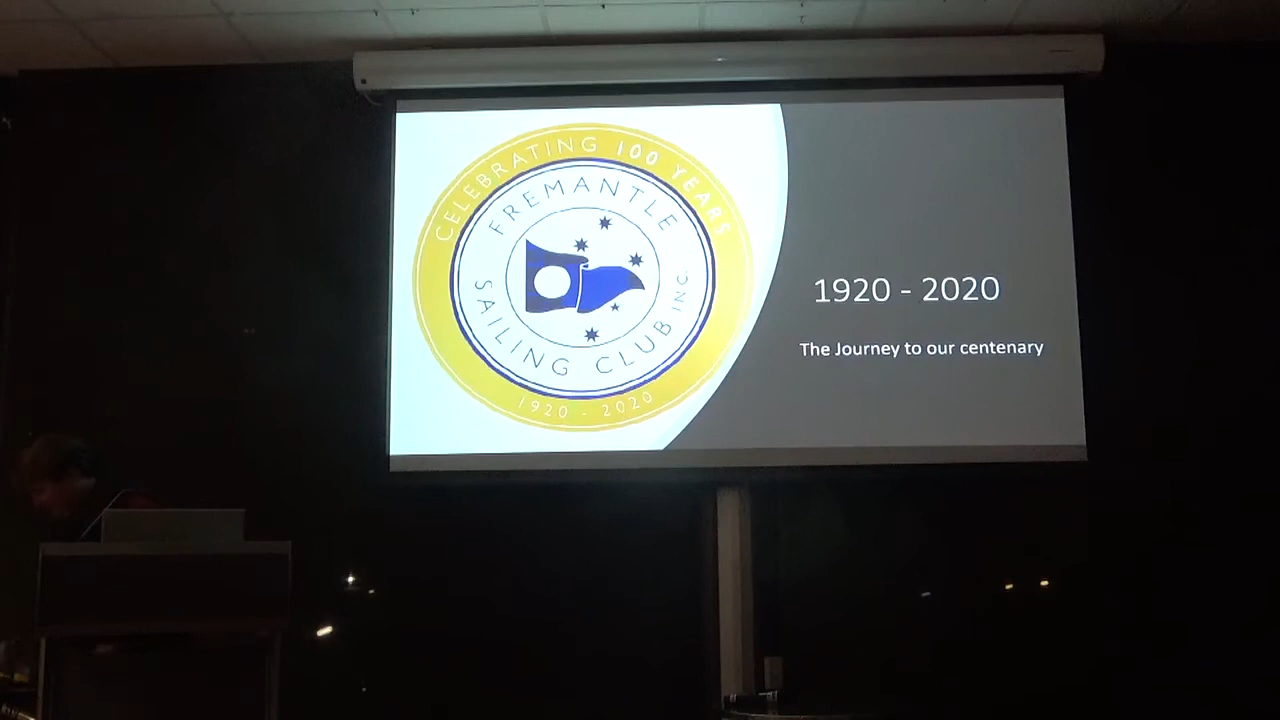 CELEBRATING 100 YEARS
FREMANTLE
SAILING CLUB INC.
1920 - 2020
1920 - 2020
The Journey to our centenary